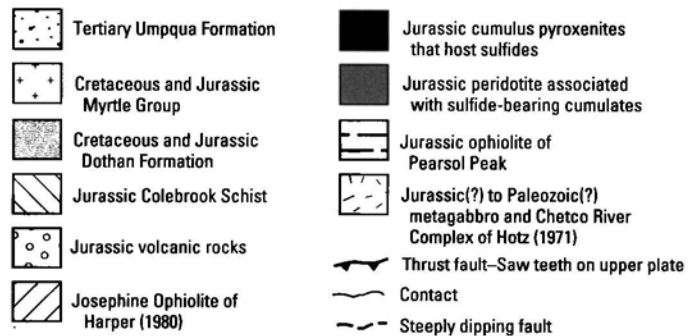 Tertiary Umpqua Formation
Cretaceous and Jurassic
Myrtle Group
Cretaceous and Jurassic
Dothan Formation
Jurassic Colebrook Schist
Jurassic volcanic rocks
Josephine Ophiolite of
Harper (1980)
Jurassic cumulus pyroxenites
that host sulfides
Jurassic peridotite associated
with sulfide-bearing cumulates
Jurassic ophiolite of
Pearsol Peak
Jurassic(?) to Paleozoic(?)
metagabbro and Chetco River
Complex of Hotz (1971)
Thrust fault–Saw teeth on upper plate
Contact
Steeply dipping fault